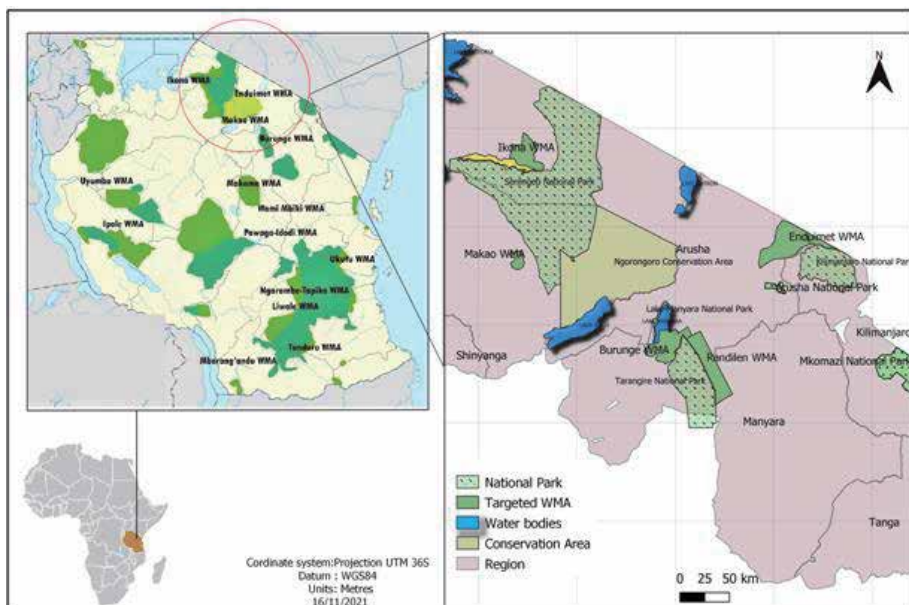 Ikona WMA
Enduimet WMA
Makao WMA
Burunge WMA
Uyumbu WMA
Makame WMA
Wami Mbiki WMA
Ipole WMA
Pawaga-Idodi WMA
Ukutu WMA
Ngarambe-Tapika WMA
Liwale WMA
Tunduru WMA
Mbarang'andu WMA
Cordinate system:Projection UTM 36S
Datum : WGS84
Units: Metres
16/11/2021
N
Ikona WMA
Serengeti National Park
Makao WMA
Arusha
Ngorongoro Conservation Area
Enduimet WMA
Kilimanjaro National Park
Arusha National Park
Lake Manyara National Park
Kilimanjaro
Shinyanga
Burunge WMA
Randilen WMA
Mkomazi National Park
Tarangire National Park
Manyara
Tanga
National Park
Targeted WMA
Water bodies
Conservation Area
Region
0 25 50 km